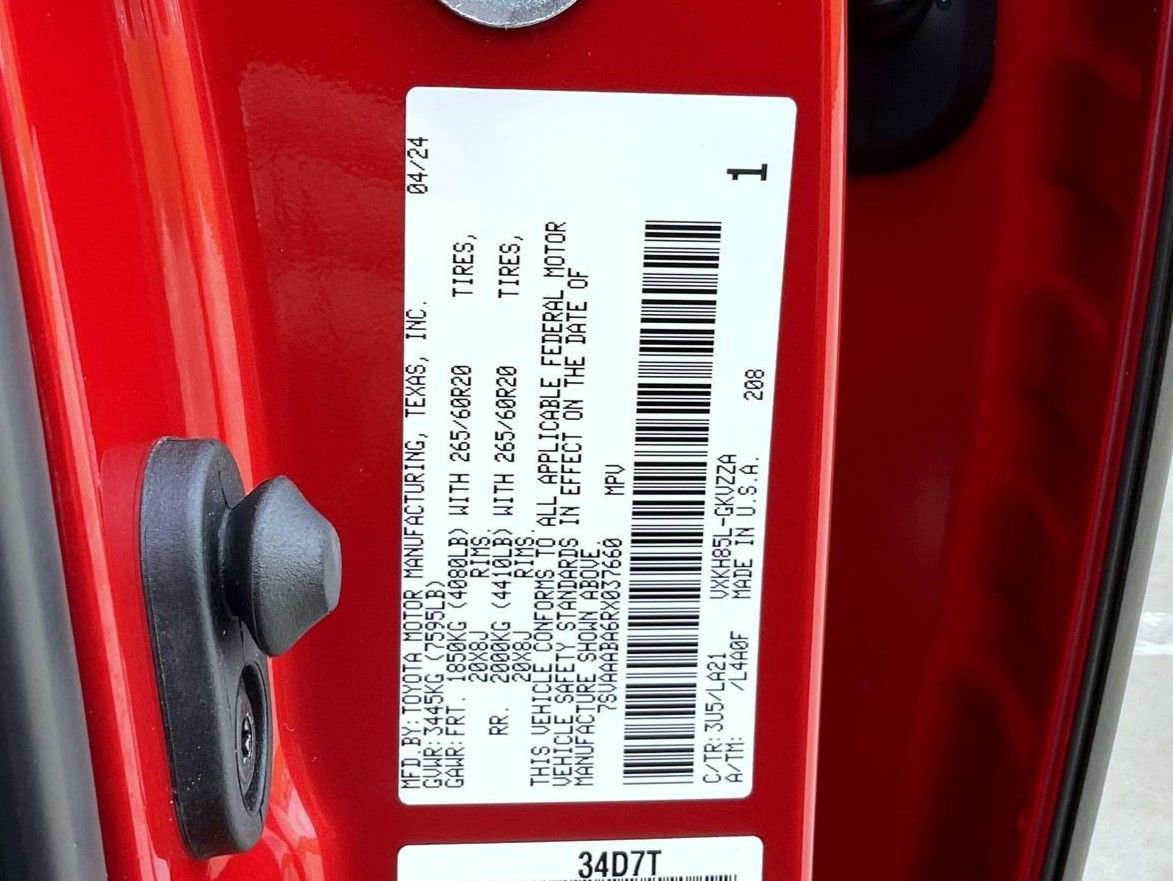 MFD.BY:TOYOTA MOTOR MANUFACTURING, TEXAS, INC. 04/24
GVWR:3445KG (7595LB)
GAWR:FRT. 1850KG (4080LB) WITH 265/60R20 TIRES,
20X8J RIMS.
RR. 2000KG (4410LB) WITH 265/60R20 TIRES,
20X8J RIMS.
THIS VEHICLE CONFORMS TO ALL APPLICABLE FEDERAL MOTOR
VEHICLE SAFETY STANDARDS IN EFFECT ON THE DATE OF
MANUFACTURE SHOWN ABOVE.
7SVAAABA6RX037660 MPV
C/TR:3U5/LA21 VXKH85L-GKVZZA
A/TM: /L4A0F MADE IN U.S.A. 208
1
34D7T